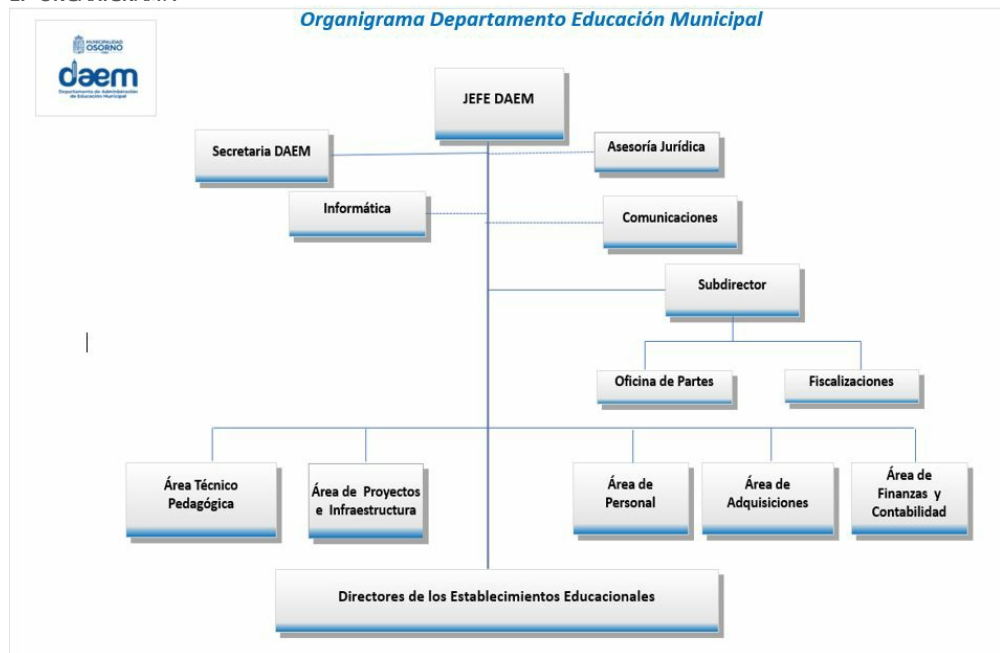 2. ORGANIGRAMA
Organigrama Departamento Educación Municipal
MUNICIPALIDAD
OSORNO
daem
Departamento de Administración
de Educación Municipal
JEFE DAEM
Secretaria DAEM
Asesoría Jurídica
Informática
Comunicaciones
Subdirector
Oficina de Partes
Fiscalizaciones
Área Técnico
Pedagógica
Área de Proyectos
e Infraestructura
Área de
Personal
Área de
Adquisiciones
Área de
Finanzas y
Contabilidad
Directores de los Establecimientos Educacionales